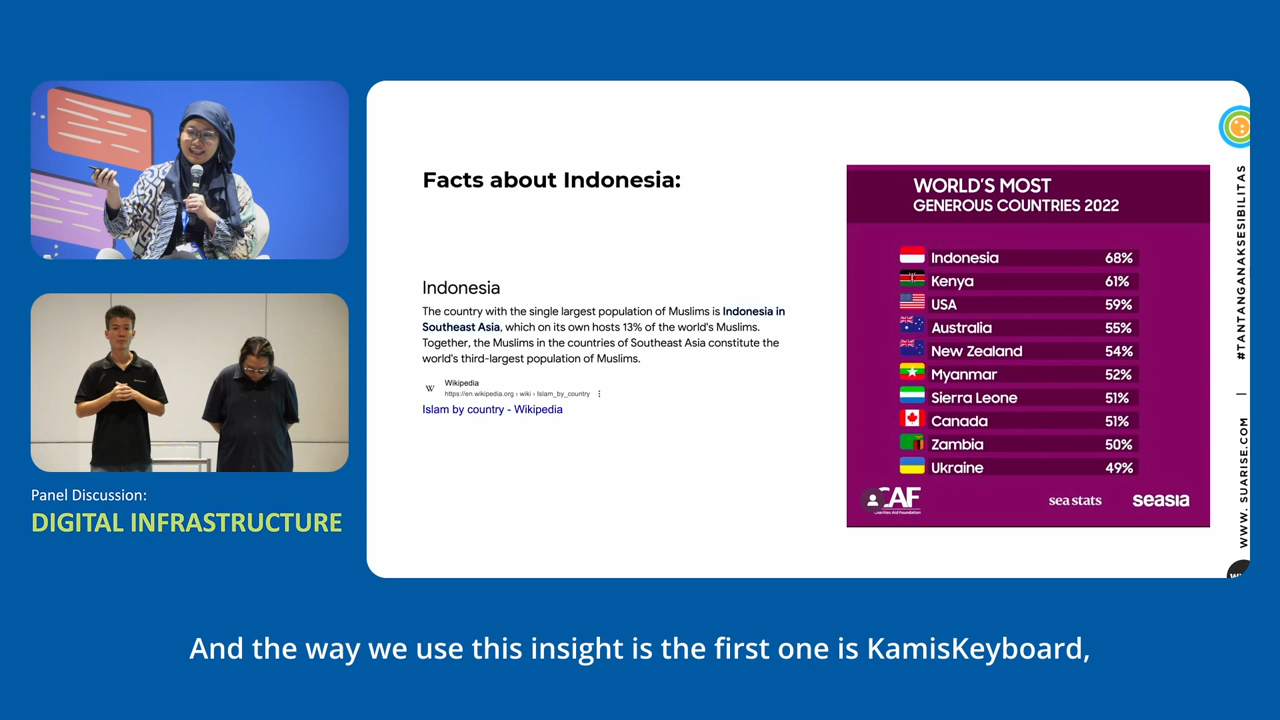 Panel Discussion:
DIGITAL INFRASTRUCTURE
Facts about Indonesia:
Indonesia
The country with the single largest population of Muslims is Indonesia in
Southeast Asia, which on its own hosts 13% of the world's Muslims.
Together, the Muslims in the countries of Southeast Asia constitute the
world's third-largest population of Muslims.
W
Wikipedia
https://en.wikipedia.org › wiki › Islam_by_country
Islam by country - Wikipedia
WORLD'S MOST
GENEROUS COUNTRIES 2022
Indonesia 68%
Kenya 61%
USA 59%
Australia 55%
New Zealand 54%
Myanmar 52%
Sierra Leone 51%
Canada 51%
Zambia 50%
Ukraine 49%
CAF
Charities Aid Foundation
sea stats
seasia
WWW. SUARISE.COM | #TANTANGANAKSESIBILITAS
And the way we use this insight is the first one is KamisKeyboard,